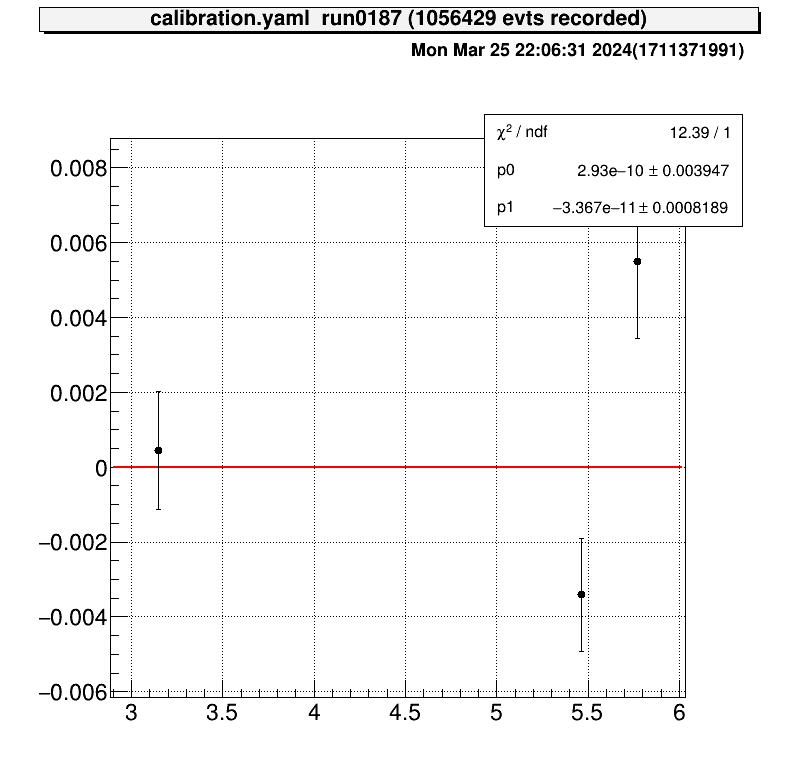 calibration.yaml run0187 (1056429 evts recorded)
Mon Mar 25 22:06:31 2024(1711371991)
χ² / ndf 12.39 / 1
p0 2.93e−10 ± 0.003947
p1 −3.367e−11 ± 0.0008189
0.008
0.006
0.004
0.002
0
−0.002
−0.004
−0.006
3 3.5 4 4.5 5 5.5 6